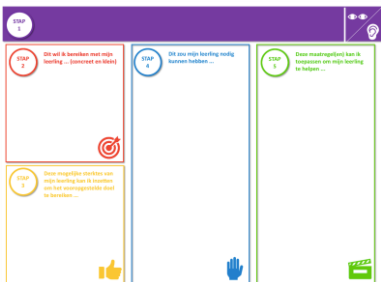 STAP
1
STAP
2
Dit wil ik bereiken met mijn
leerling ... (concreet en klein)
STAP
3
Deze mogelijke sterktes van
mijn leerling kan ik inzetten
om het vooropgestelde doel
te bereiken ...
STAP
4
Dit zou mijn leerling nodig
kunnen hebben ...
STAP
5
Deze maatregel(en) kan ik
toepassen om mijn leerling
te helpen ...